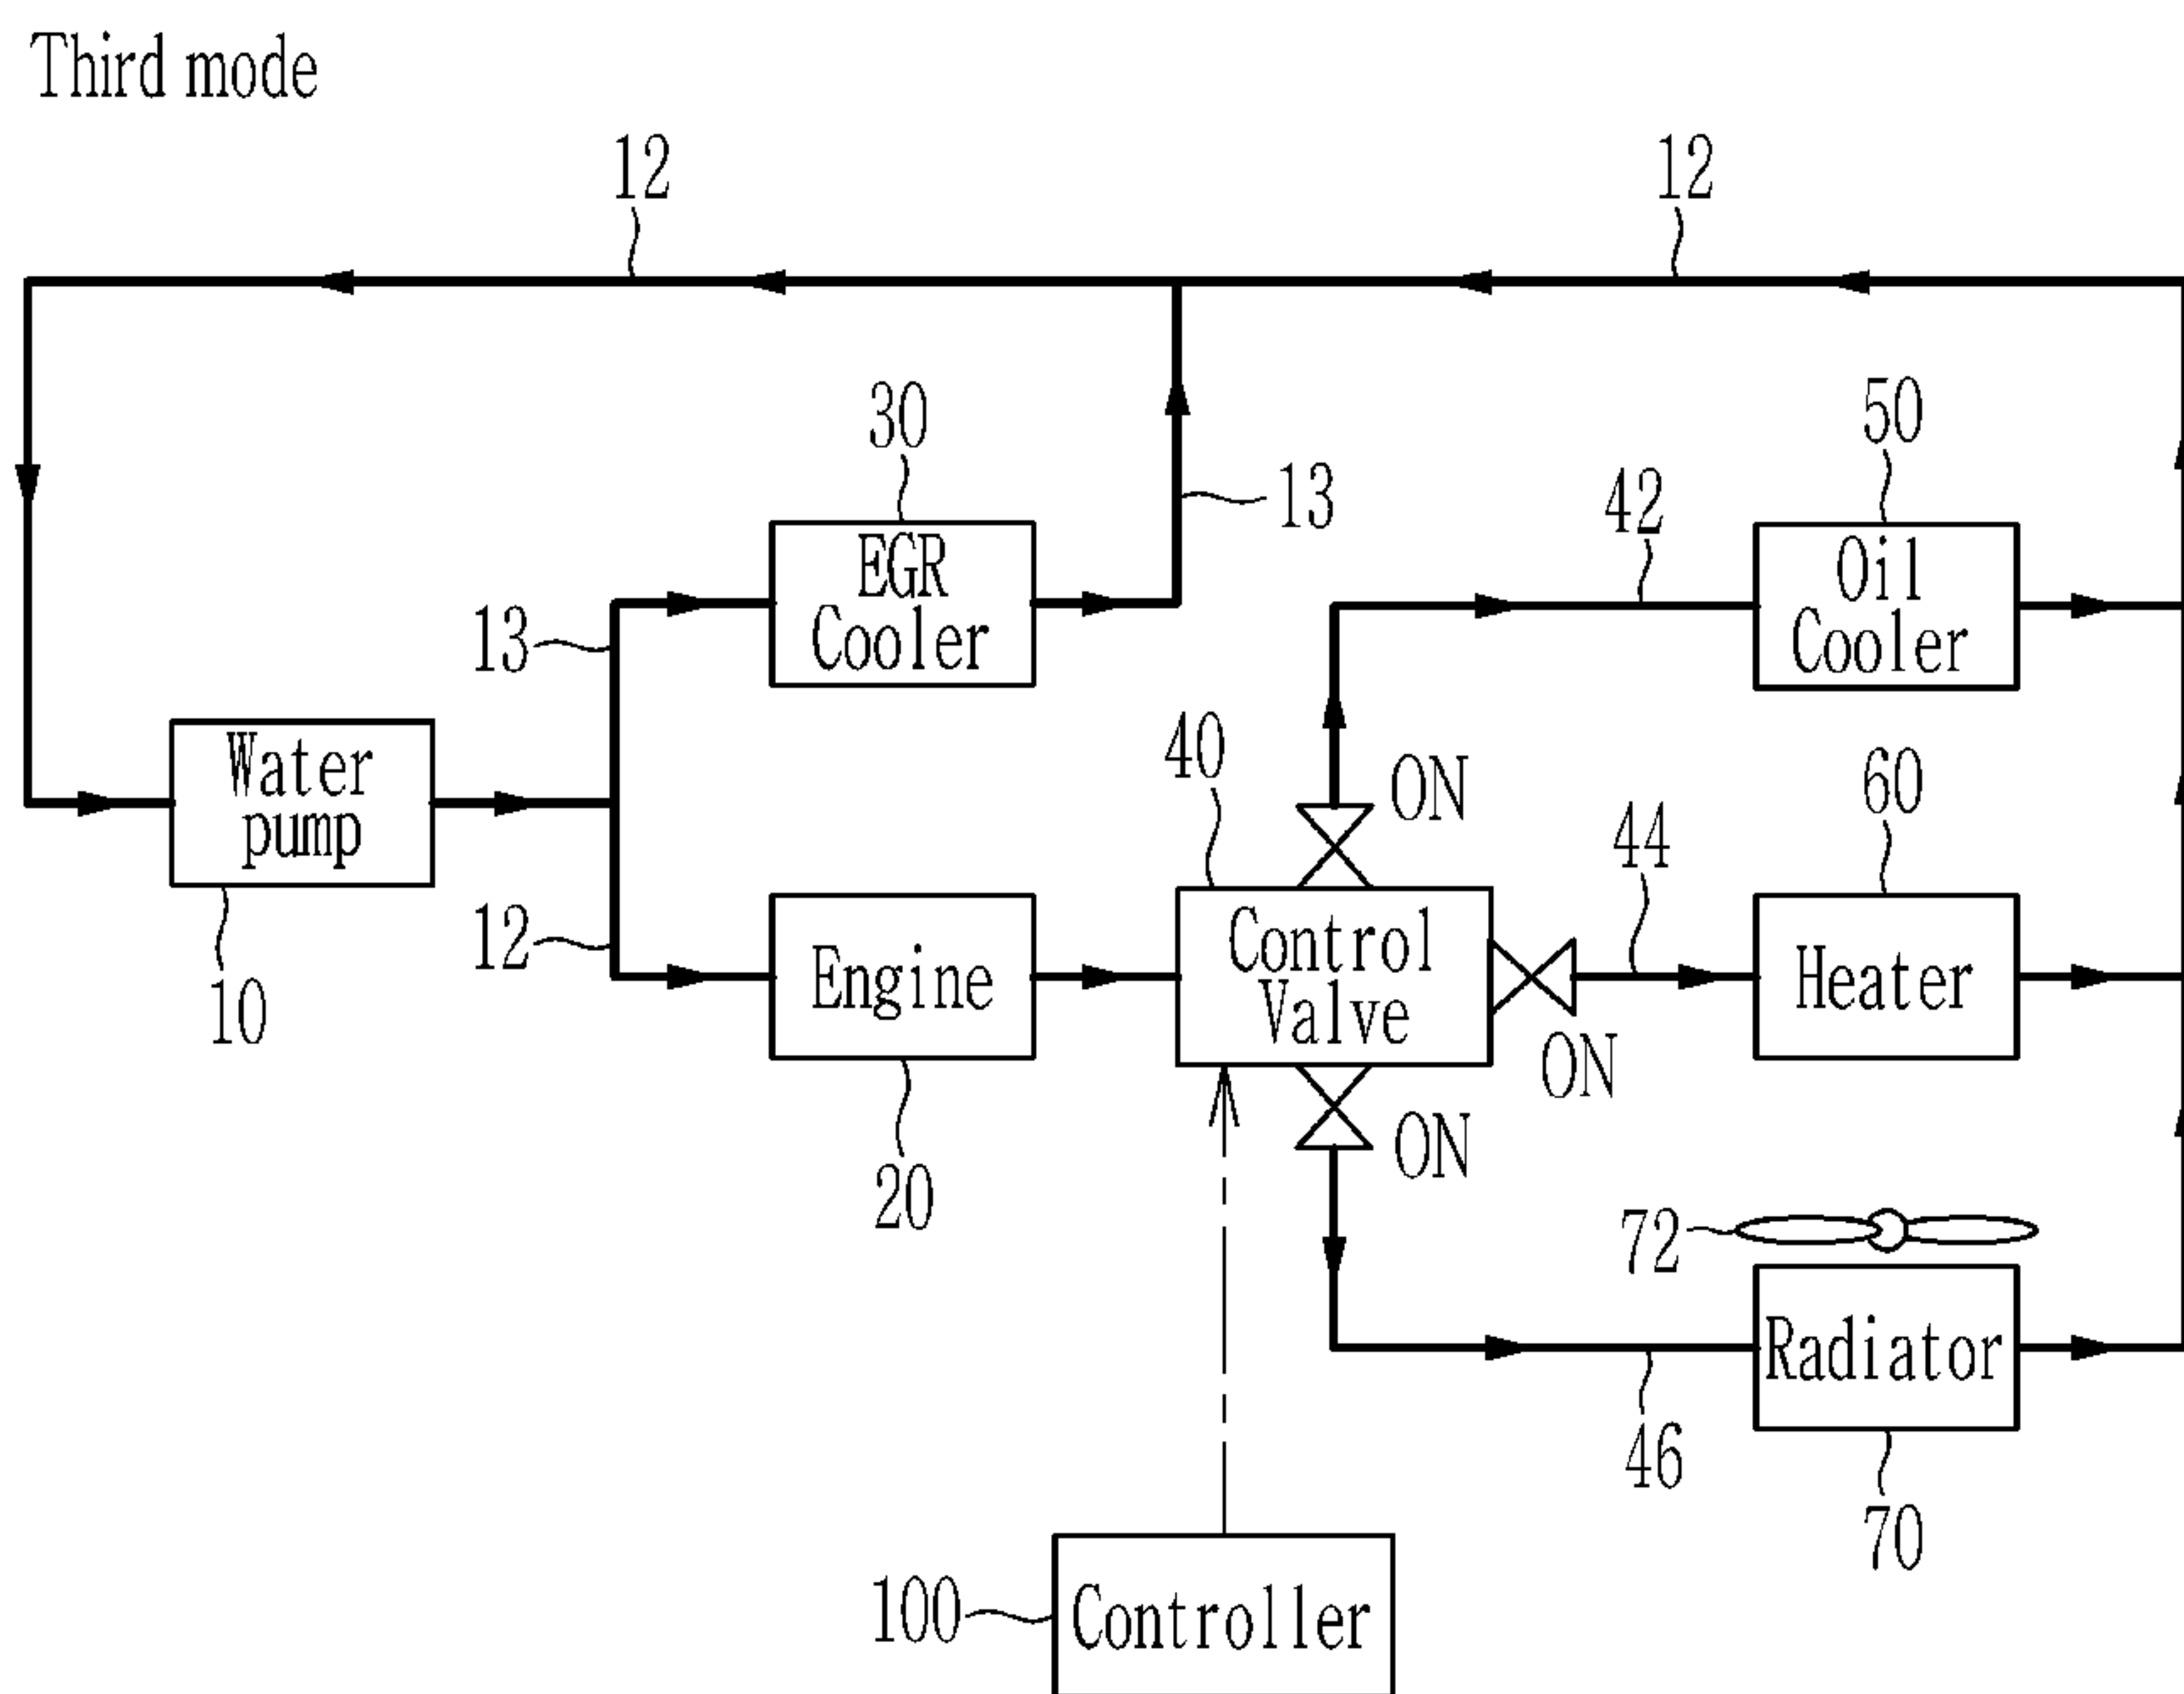 Third mode
12
12
30
50
13
42
EGR
Cooler
Oil
Cooler
13
40
ON
60
Water
pump
44
12
Engine
Control
Valve
Heater
10
ON
ON
20
72
Radiator
46
70
100
Controller